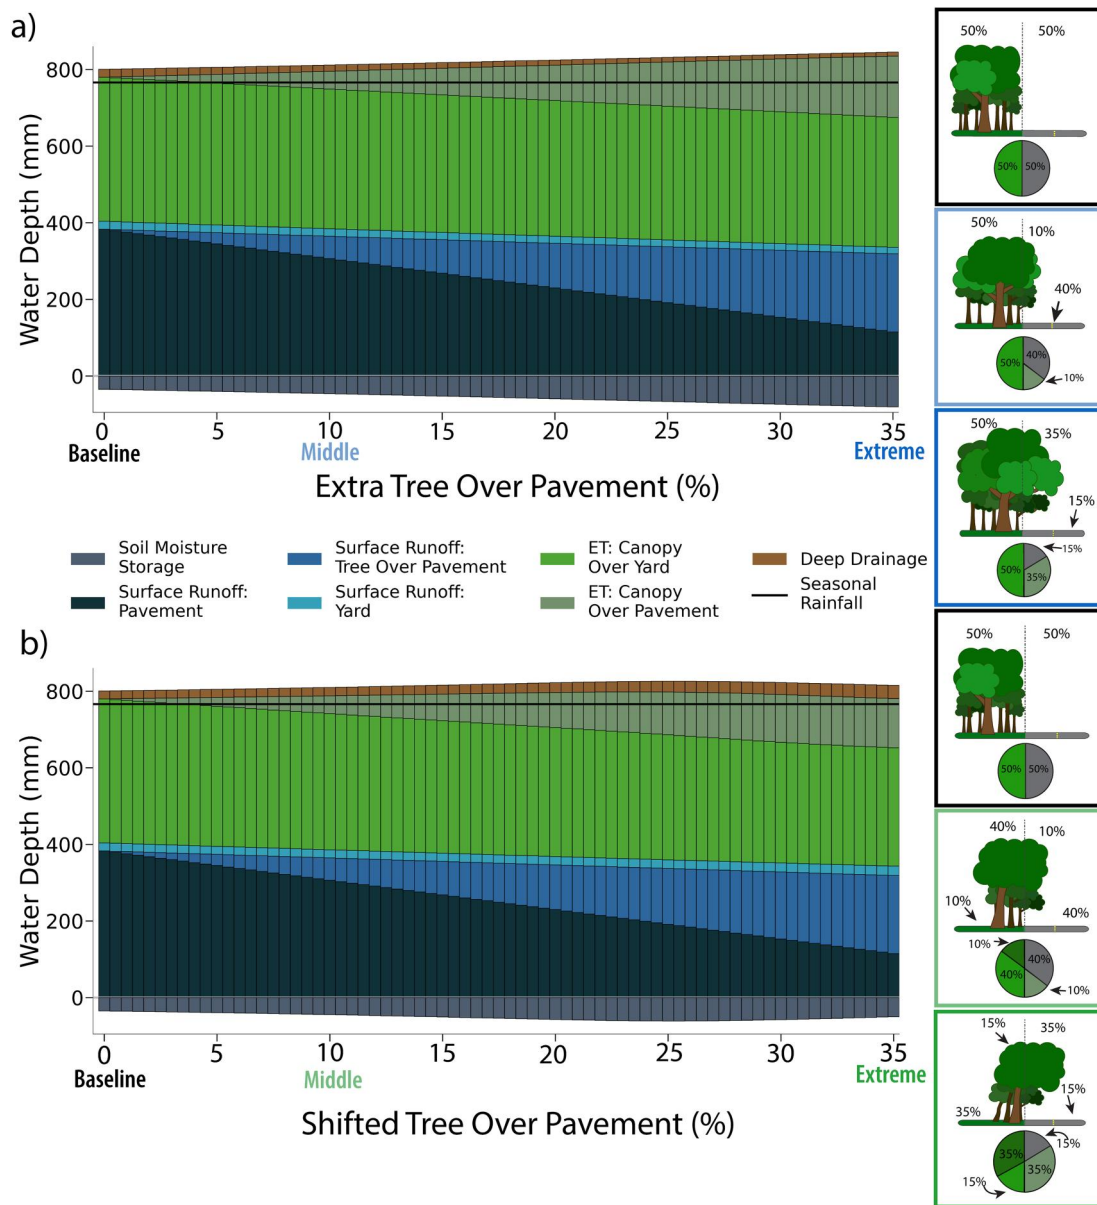 a)
Water Depth (mm)
800
600
400
200
0
0
5
10
15
20
25
30
35
Baseline
Middle
Extreme
Extra Tree Over Pavement (%)
Soil Moisture
Storage
Surface Runoff:
Pavement
Surface Runoff:
Tree Over Pavement
Surface Runoff:
Yard
ET: Canopy
Over Yard
ET: Canopy
Over Pavement
Deep Drainage
Seasonal
Rainfall
b)
Water Depth (mm)
800
600
400
200
0
0
5
10
15
20
25
30
35
Baseline
Middle
Extreme
Shifted Tree Over Pavement (%)
50% 50%
50% 50%
50% 10%
40%
50% 40%
10%
50% 35%
15%
15%
50% 35%
50% 50%
50% 50%
40% 10%
10% 40%
10%
40%
40%
10%
15% 35%
15%
35%
15%
35%
35%
15%